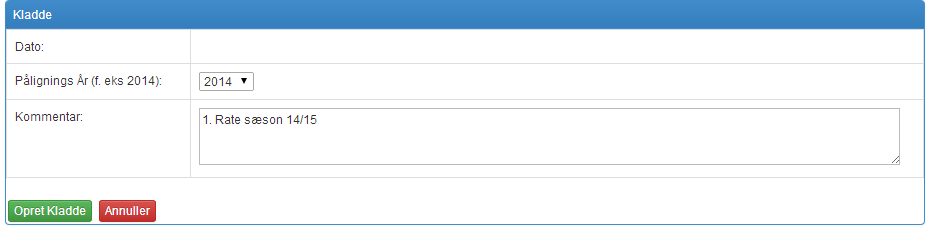 Kladde
Dato:
Pålignings År (f. eks 2014): 2014
Kommentar: 1. Rate sæson 14/15
Opret Kladde Annuller